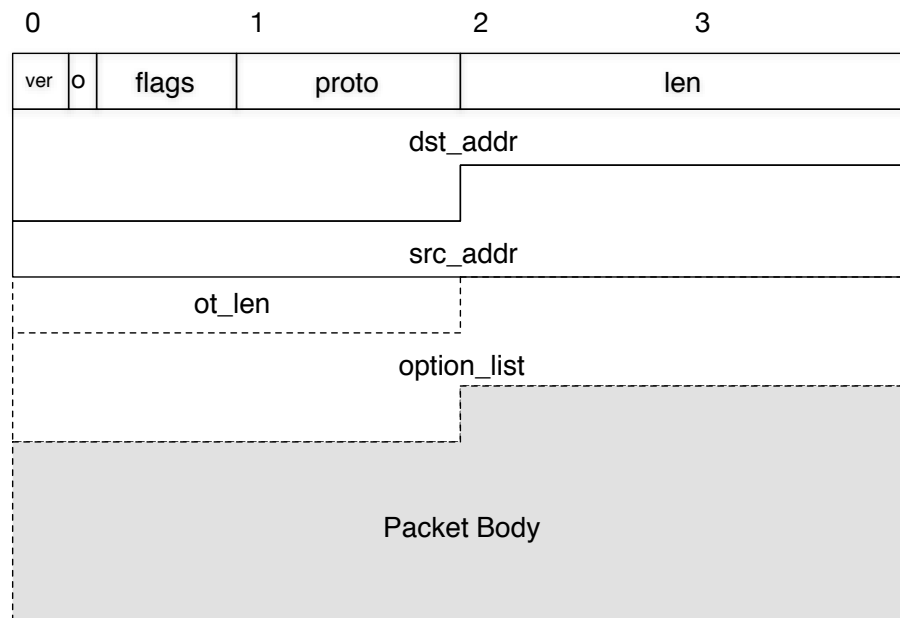 0 1 2 3
ver o flags proto len
dst_addr
src_addr
ot_len
option_list
Packet Body